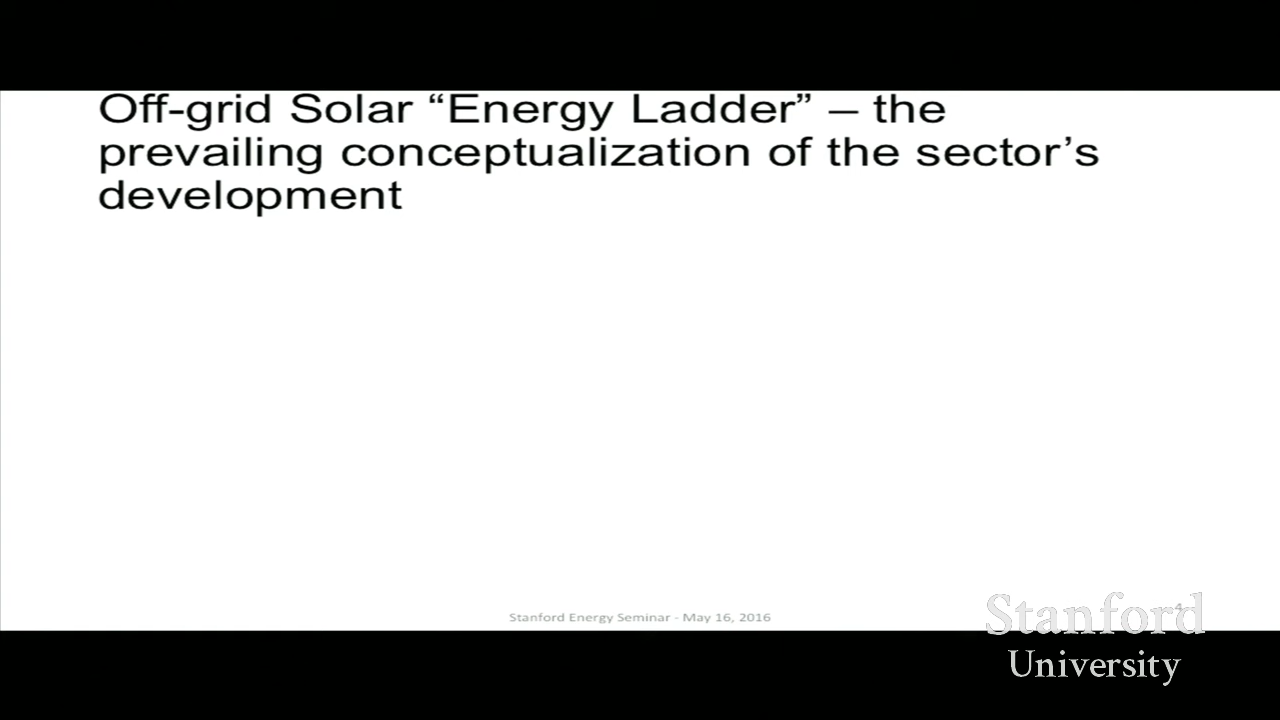 Off-grid Solar “Energy Ladder” – the
prevailing conceptualization of the sector’s
development
Stanford Energy Seminar - May 16, 2016
4
Stanford
University